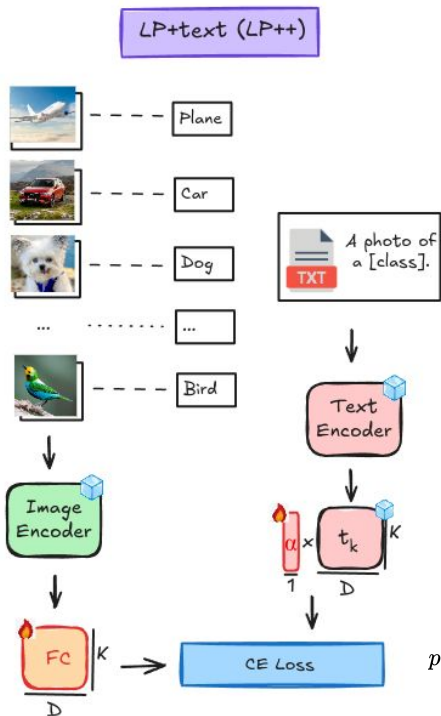 LP+text (LP++)
Plane
Car
Dog
... ...
Bird
A photo of
a [class].
TXT
Text
Encoder
Image
Encoder
α × t_k K
1 D
FC K
D
CE Loss
p